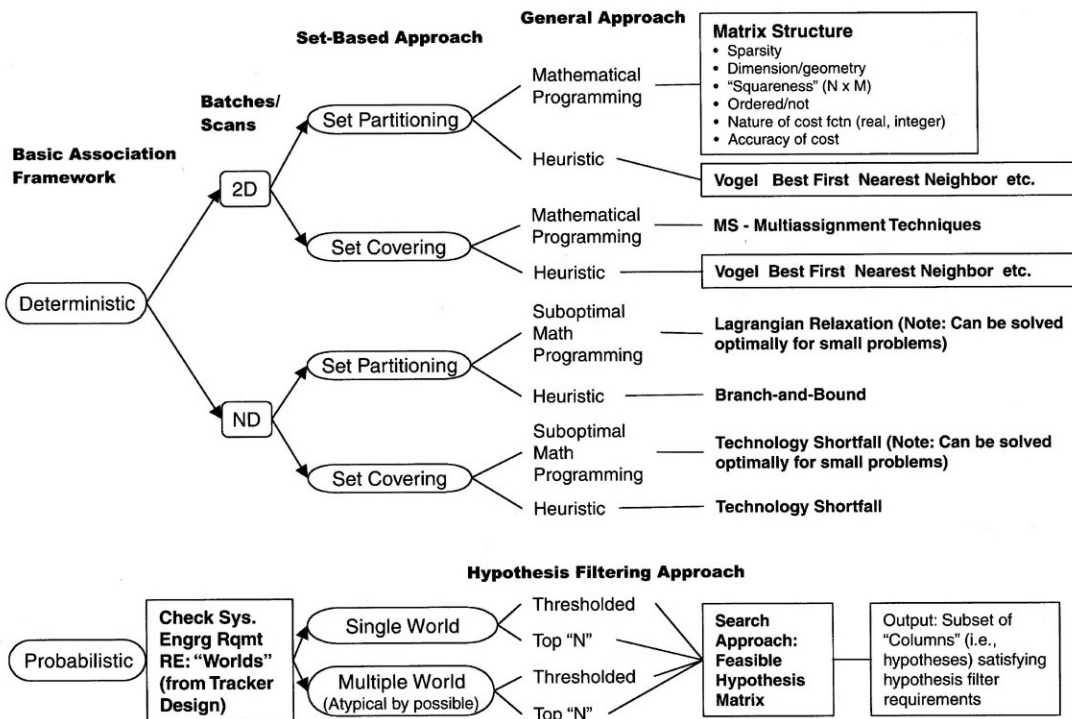 General Approach
Set-Based Approach
Matrix Structure
• Sparsity
• Dimension/geometry
• “Squareness” (N x M)
• Ordered/not
• Nature of cost fctn (real, integer)
• Accuracy of cost
Mathematical
Programming
Batches/
Scans
Set Partitioning
Basic Association
Framework
Heuristic
Vogel Best First Nearest Neighbor etc.
2D
Mathematical
Programming
MS - Multiassignment Techniques
Set Covering
Heuristic
Vogel Best First Nearest Neighbor etc.
Deterministic
Suboptimal
Math
Programming
Lagrangian Relaxation (Note: Can be solved
optimally for small problems)
Set Partitioning
Heuristic
Branch-and-Bound
ND
Suboptimal
Math
Programming
Technology Shortfall (Note: Can be solved
optimally for small problems)
Set Covering
Heuristic
Technology Shortfall
Hypothesis Filtering Approach
Probabilistic
Check Sys.
Engrg Rqmt
RE: “Worlds”
(from Tracker
Design)
Single World
Thresholded
Top “N”
Multiple World
(Atypical by possible)
Thresholded
Top “N”
Search
Approach:
Feasible
Hypothesis
Matrix
Output: Subset of
“Columns” (i.e.,
hypotheses) satisfying
hypothesis filter
requirements